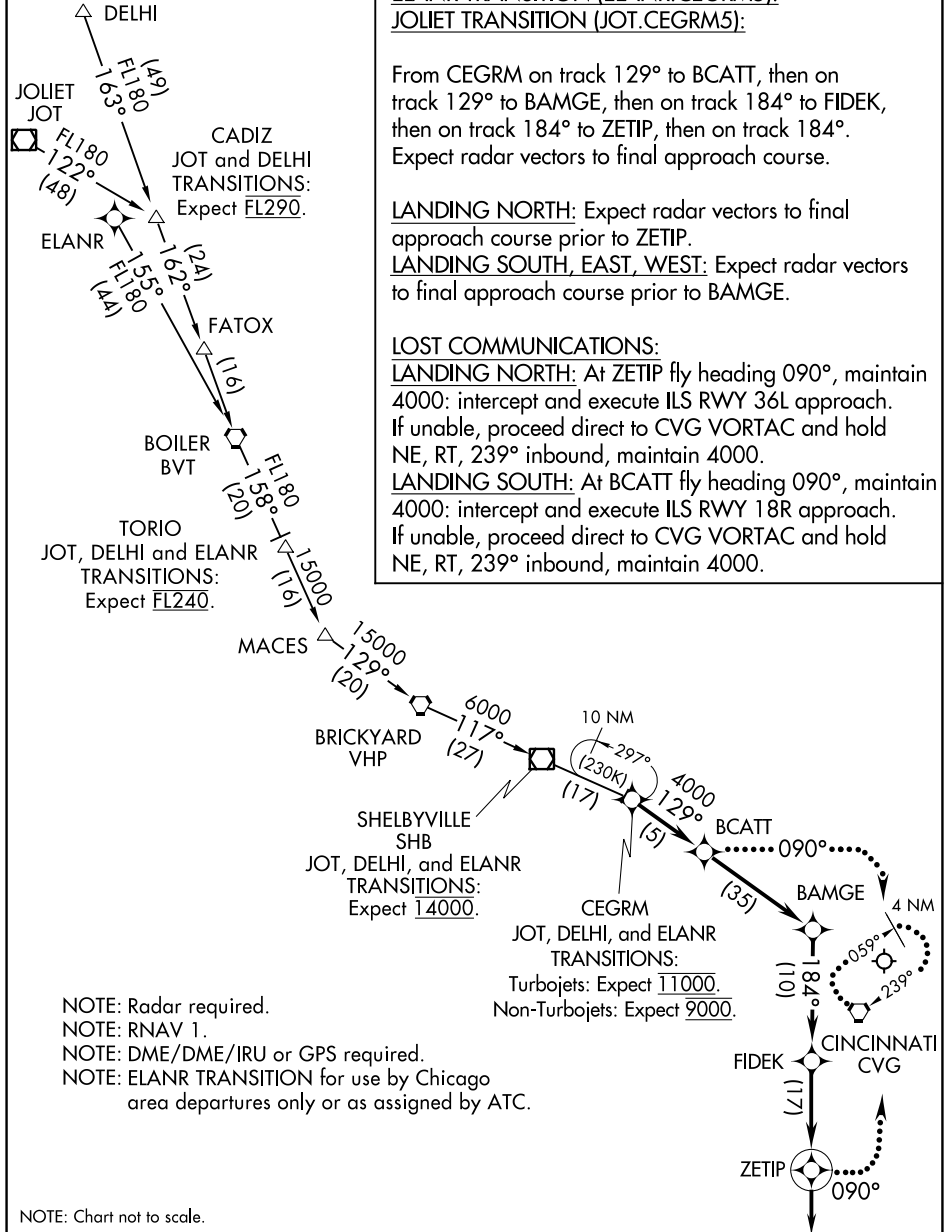 JOLIET TRANSITION (JOT.CEGRM5):
From CEGRM on track 129° to BCATT, then on
track 129° to BAMGE, then on track 184° to FIDEK,
then on track 184° to ZETIP, then on track 184°.
Expect radar vectors to final approach course.
LANDING NORTH: Expect radar vectors to final
approach course prior to ZETIP.
LANDING SOUTH, EAST, WEST: Expect radar vectors
to final approach course prior to BAMGE.
LOST COMMUNICATIONS:
LANDING NORTH: At ZETIP fly heading 090°, maintain
4000: intercept and execute ILS RWY 36L approach.
If unable, proceed direct to CVG VORTAC and hold
NE, RT, 239° inbound, maintain 4000.
LANDING SOUTH: At BCATT fly heading 090°, maintain
4000: intercept and execute ILS RWY 18R approach.
If unable, proceed direct to CVG VORTAC and hold
NE, RT, 239° inbound, maintain 4000.
DELHI
(49)
FL180
163°
JOLIET
JOT
FL180
122°
(48)
CADIZ
JOT and DELHI
TRANSITIONS:
Expect FL290.
ELANR
155°
FL180
(44)
(24)
162°
FATOX
(16)
BOILER
BVT
FL180
158°
(20)
TORIO
JOT, DELHI and ELANR
TRANSITIONS:
Expect FL240.
15000
(16)
MACES
15000
129°
(20)
BRICKYARD
VHP
6000
117°
(27)
10 NM
297°
(230K)
(17)
4000
129°
(5)
SHELBYVILLE
SHB
JOT, DELHI, and ELANR
TRANSITIONS:
Expect 14000.
BCATT
090°
(35)
BAMGE
4 NM
059°
239°
CEGRM
JOT, DELHI, and ELANR
TRANSITIONS:
Turbojets: Expect 11000.
Non-Turbojets: Expect 9000.
184°
(10)
CINCINNATI
CVG
FIDEK
(17)
ZETIP
090°
NOTE: Radar required.
NOTE: RNAV 1.
NOTE: DME/DME/IRU or GPS required.
NOTE: ELANR TRANSITION for use by Chicago
area departures only or as assigned by ATC.
NOTE: Chart not to scale.